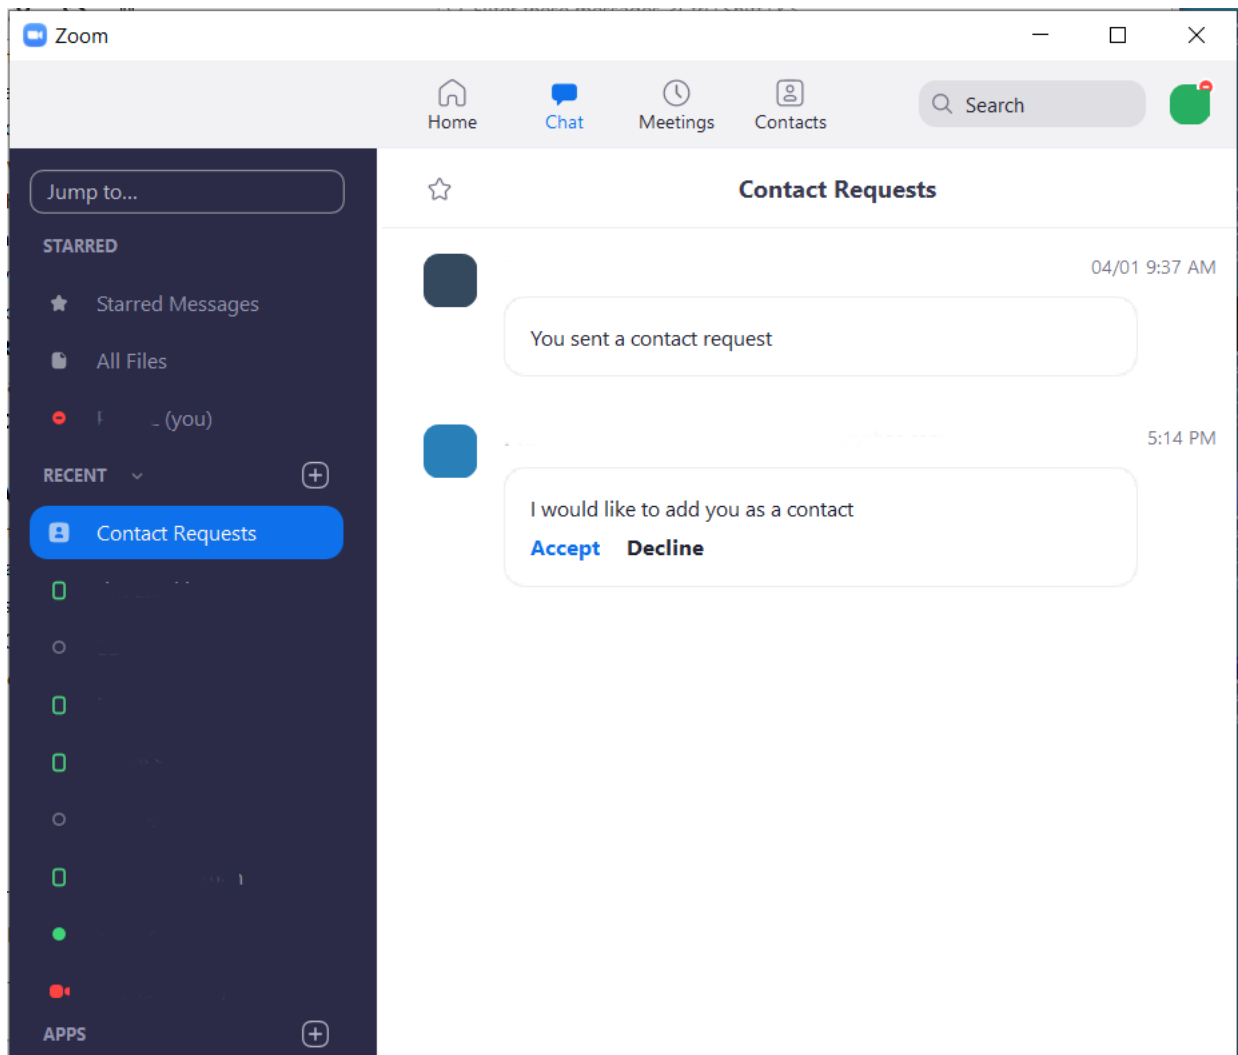 Zoom
Home
Chat
Meetings
Contacts
Search
Jump to...
Contact Requests
STARRED
04/01 9:37 AM
Starred Messages
You sent a contact request
All Files
(you)
5:14 PM
RECENT
I would like to add you as a contact
Contact Requests
Accept Decline
APPS